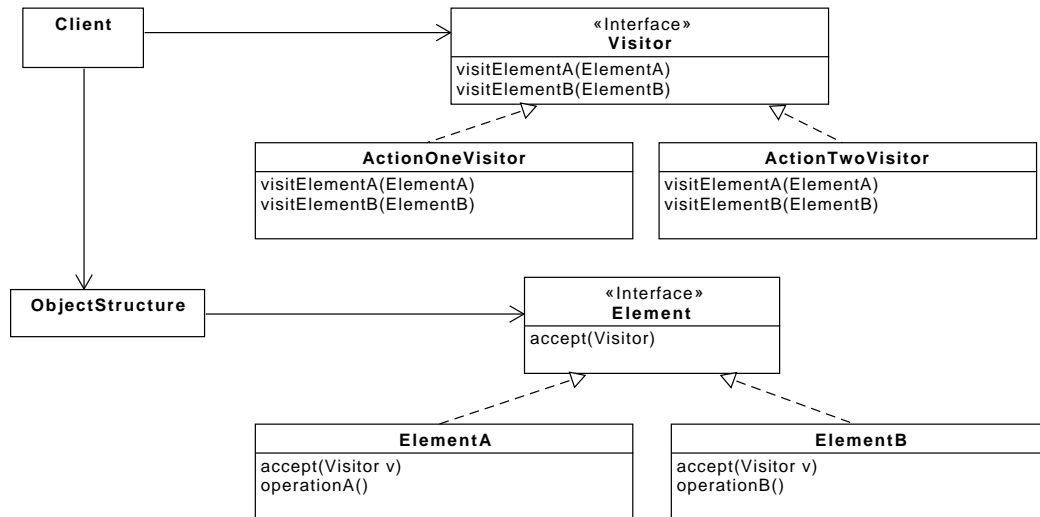 Client
«Interface»
Visitor
visitElementA(ElementA)
visitElementB(ElementB)
ActionOneVisitor
visitElementA(ElementA)
visitElementB(ElementB)
ActionTwoVisitor
visitElementA(ElementA)
visitElementB(ElementB)
ObjectStructure
«Interface»
Element
accept(Visitor)
ElementA
accept(Visitor v)
operationA()
ElementB
accept(Visitor v)
operationB()